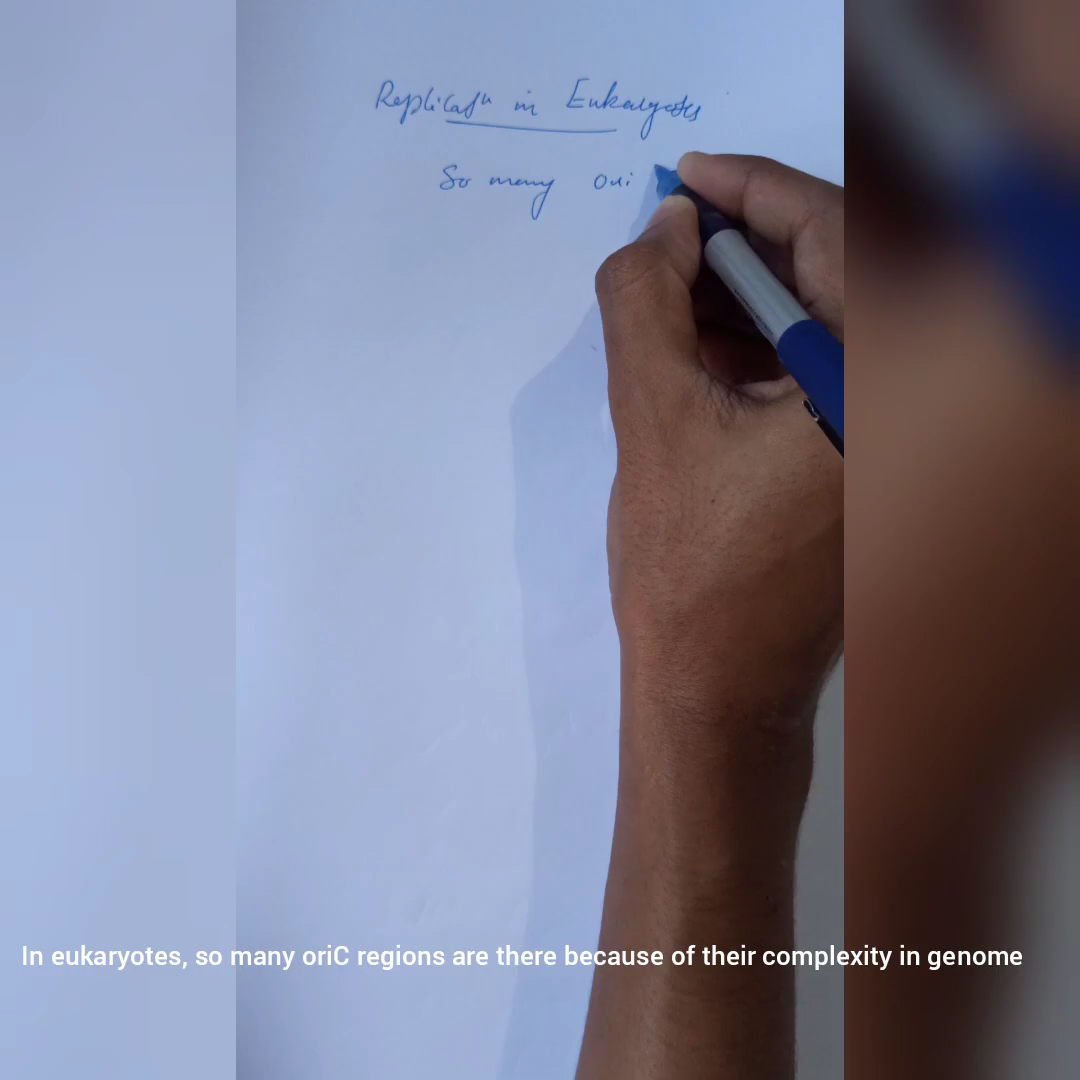 Replicatn in Eukaryotes
So many Ori
In eukaryotes, so many oriC regions are there because of their complexity in genome